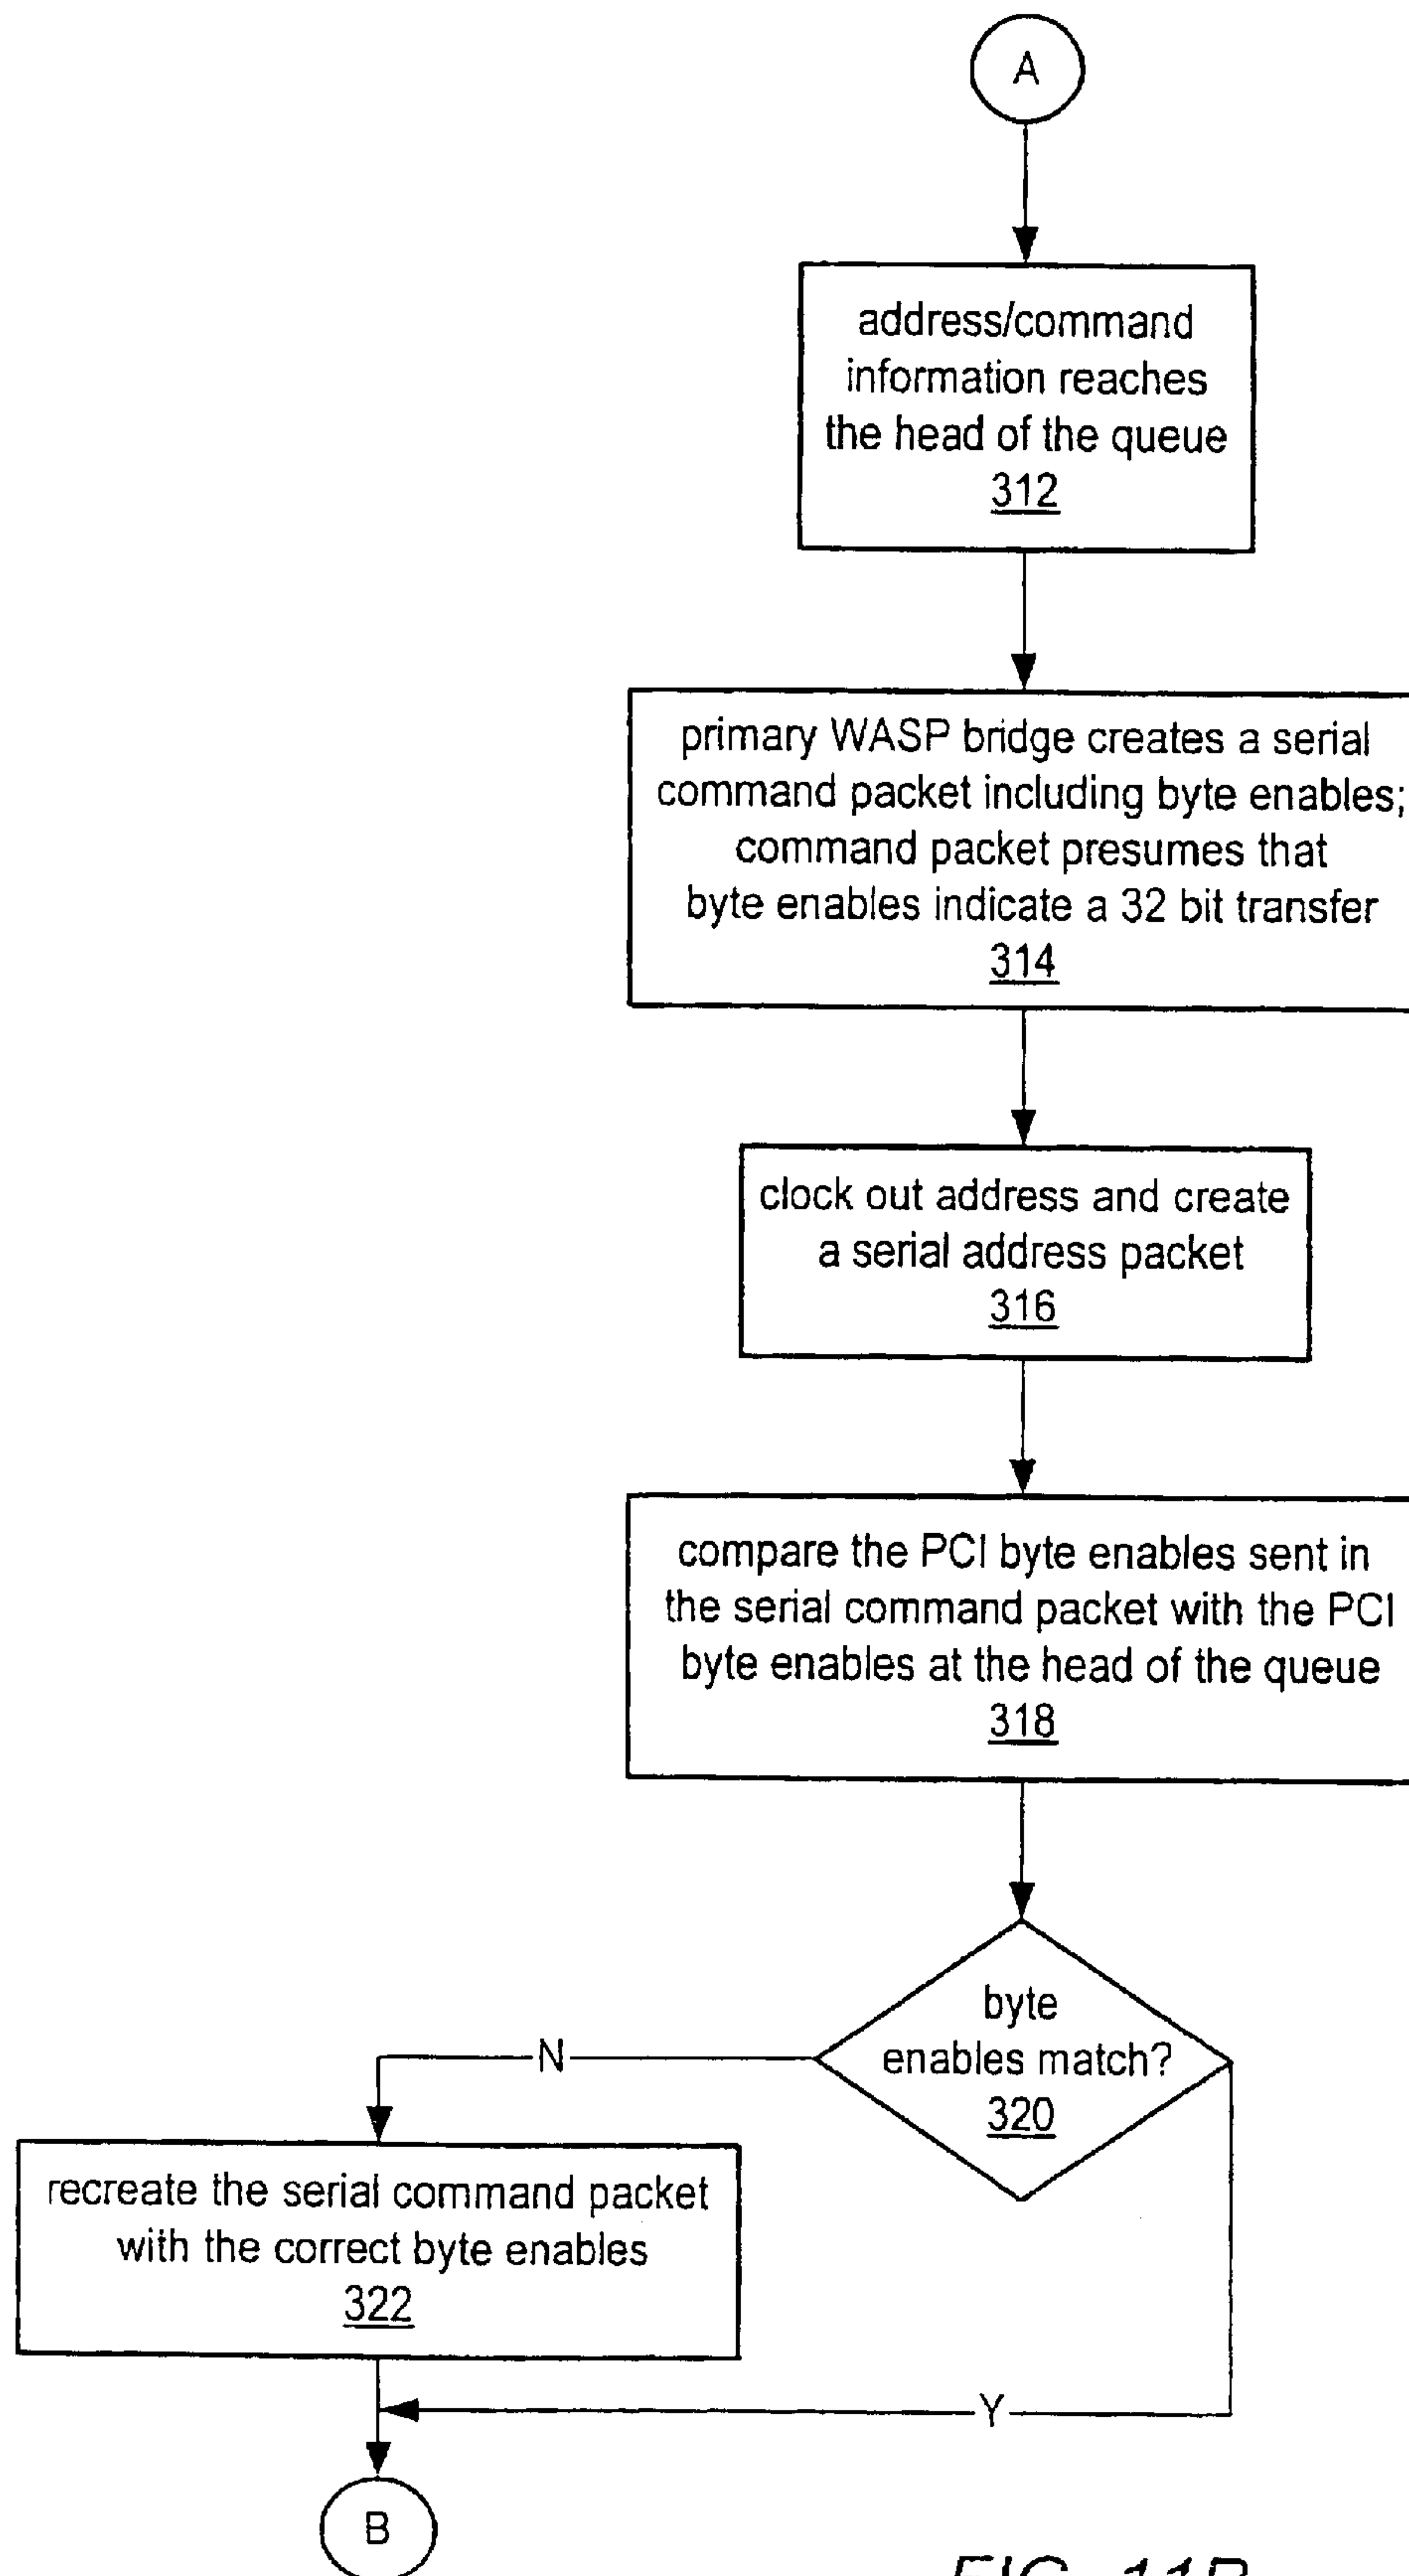 A
address/command
information reaches
the head of the queue
312
primary WASP bridge creates a serial
command packet including byte enables;
command packet presumes that
byte enables indicate a 32 bit transfer
314
clock out address and create
a serial address packet
316
compare the PCI byte enables sent in
the serial command packet with the PCI
byte enables at the head of the queue
318
byte
enables match?
320
N
recreate the serial command packet
with the correct byte enables
322
Y
B
FIG. 11B